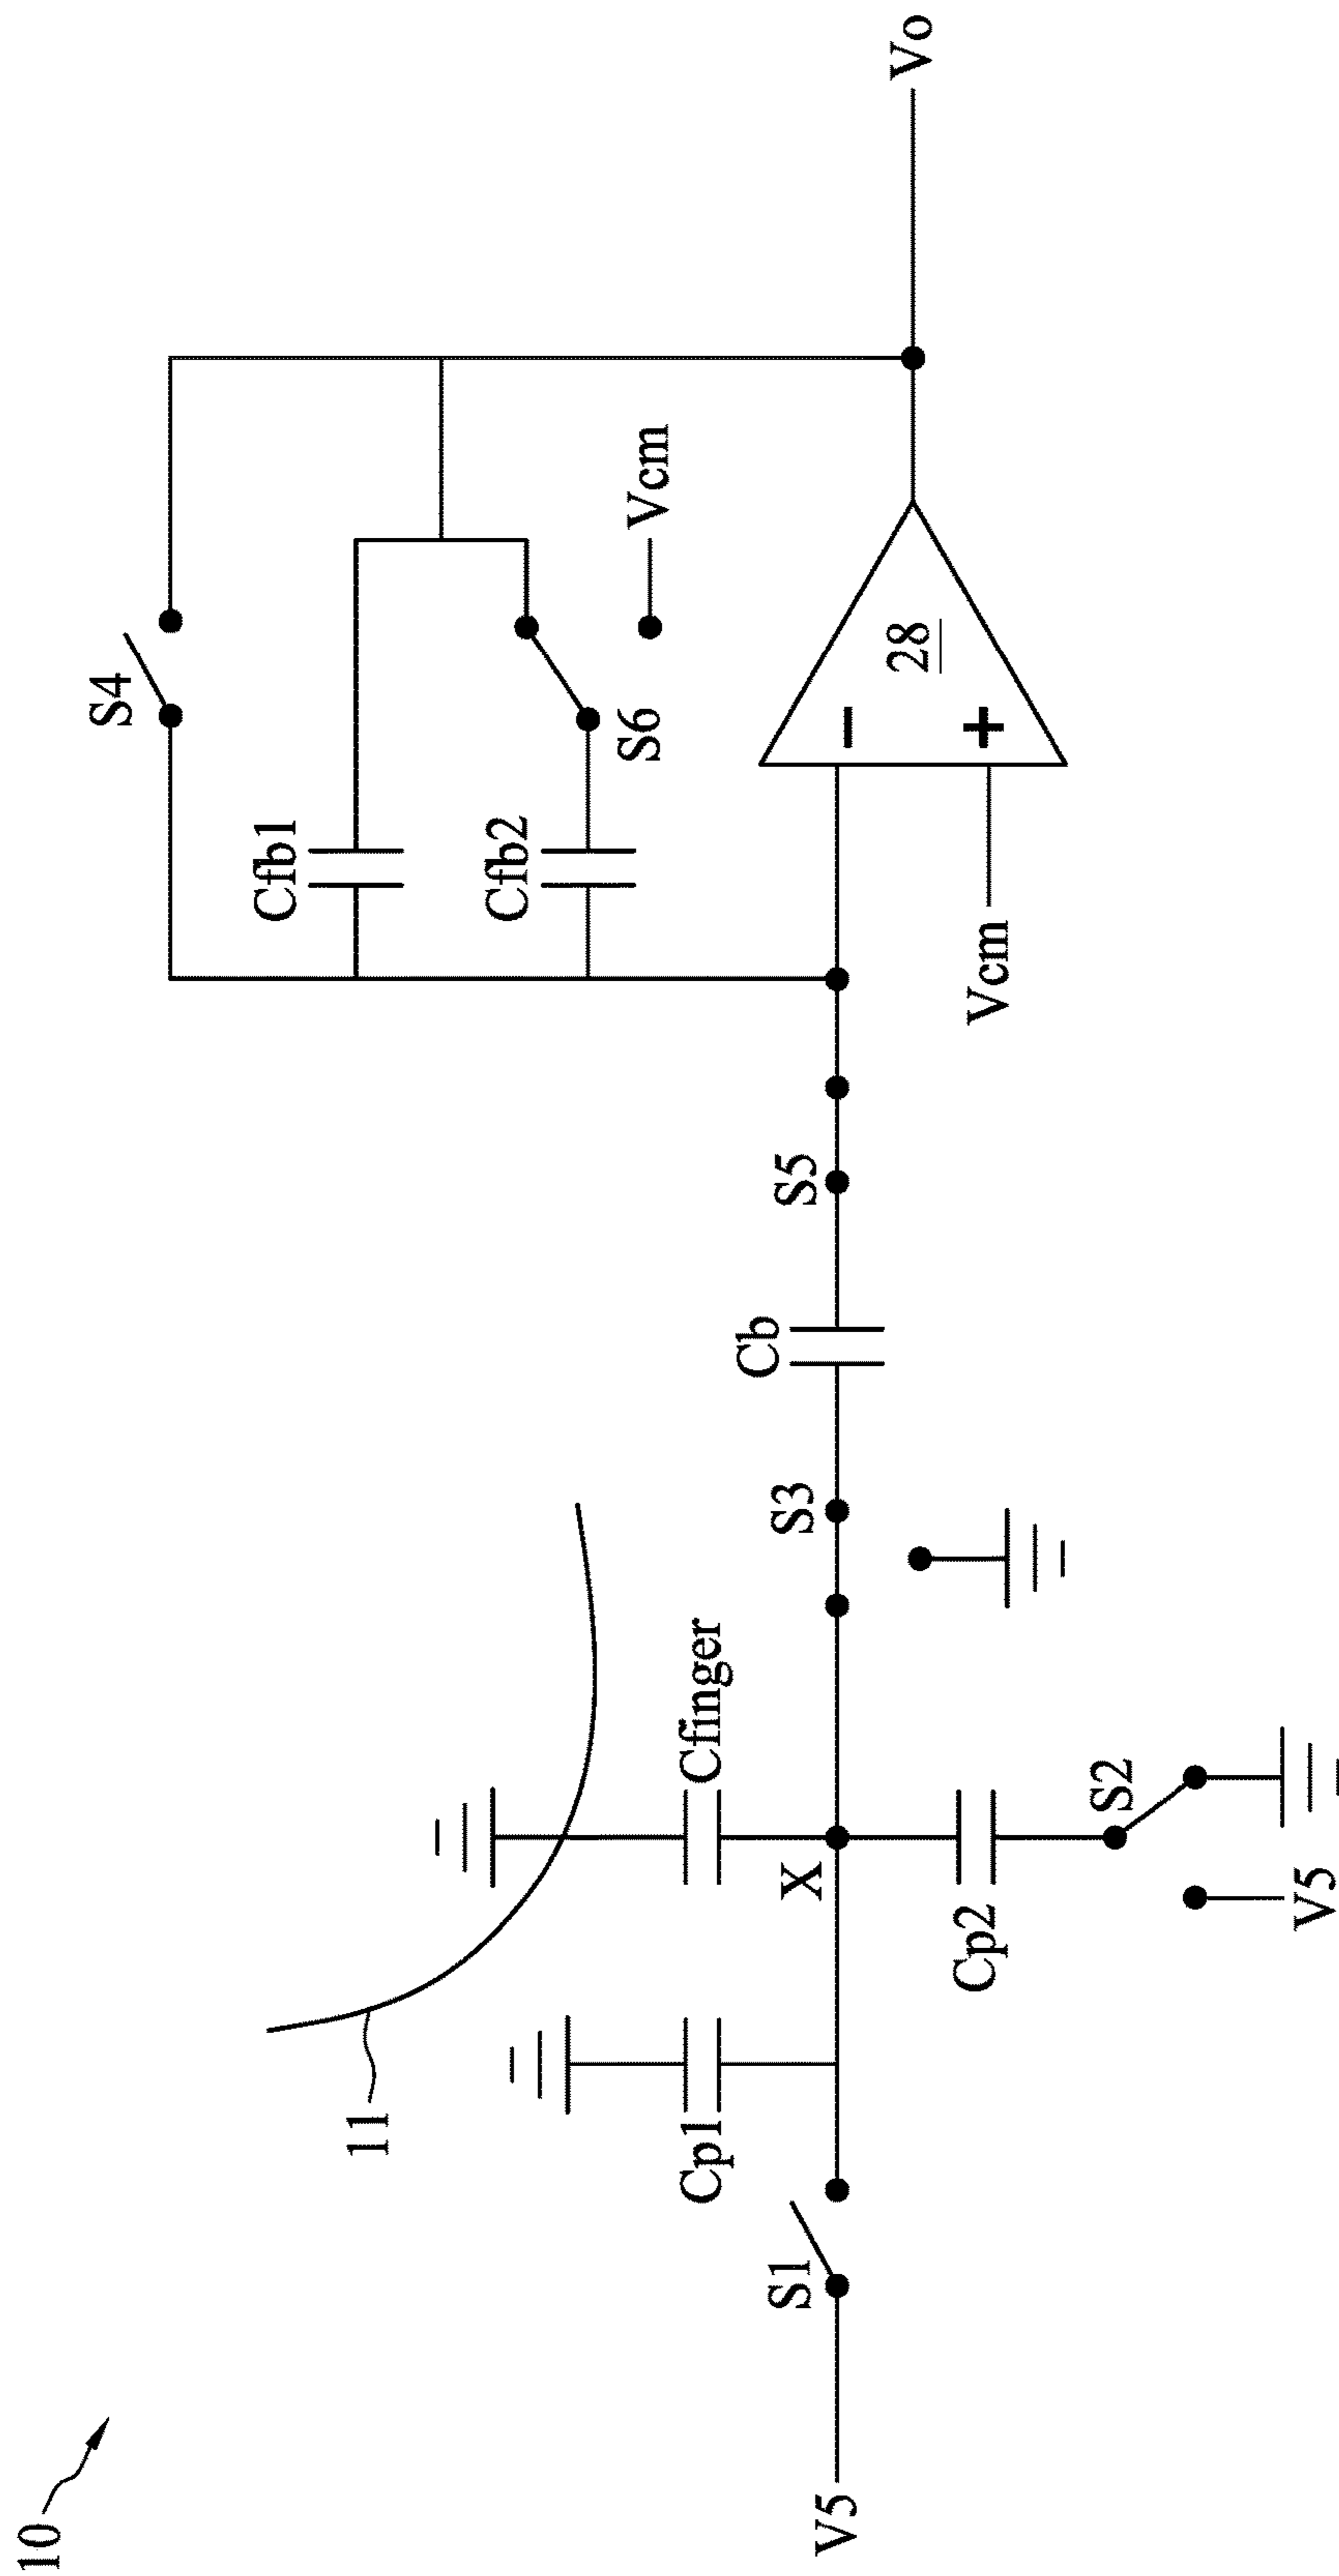 10
11
S4
Cfb1
Cfb2
S6
Vcm
V5
S1
Cp1
Cfinger
X
Cp2
S2
V5
S3
Cb
S5
−
+
28
Vcm
Vo